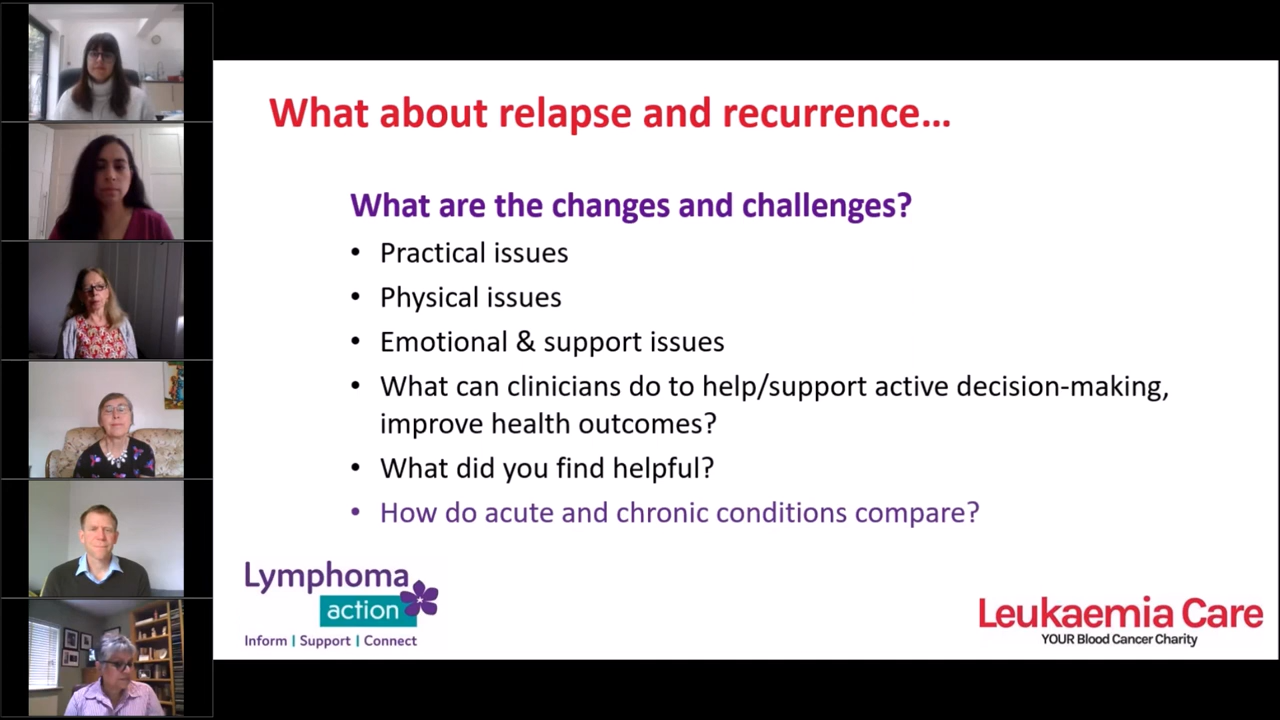 What about relapse and recurrence...
What are the changes and challenges?
• Practical issues
• Physical issues
• Emotional & support issues
• What can clinicians do to help/support active decision-making,
improve health outcomes?
• What did you find helpful?
• How do acute and chronic conditions compare?
Lymphoma
action
Inform | Support | Connect
Leukaemia Care
YOUR Blood Cancer Charity